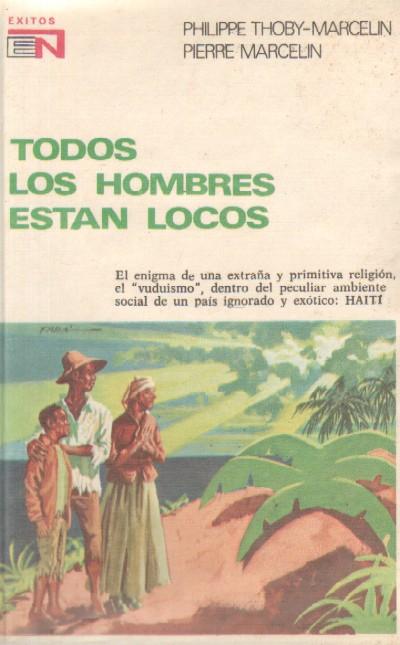 EXITOS
EN
PHILIPPE THOBY-MARCELIN
PIERRE MARCELIN
TODOS
LOS HOMBRES
ESTAN LOCOS
El enigma de una extraña y primitiva religión,
el "vuduismo", dentro del peculiar ambiente
social de un país ignorado y exótico: HAITÍ